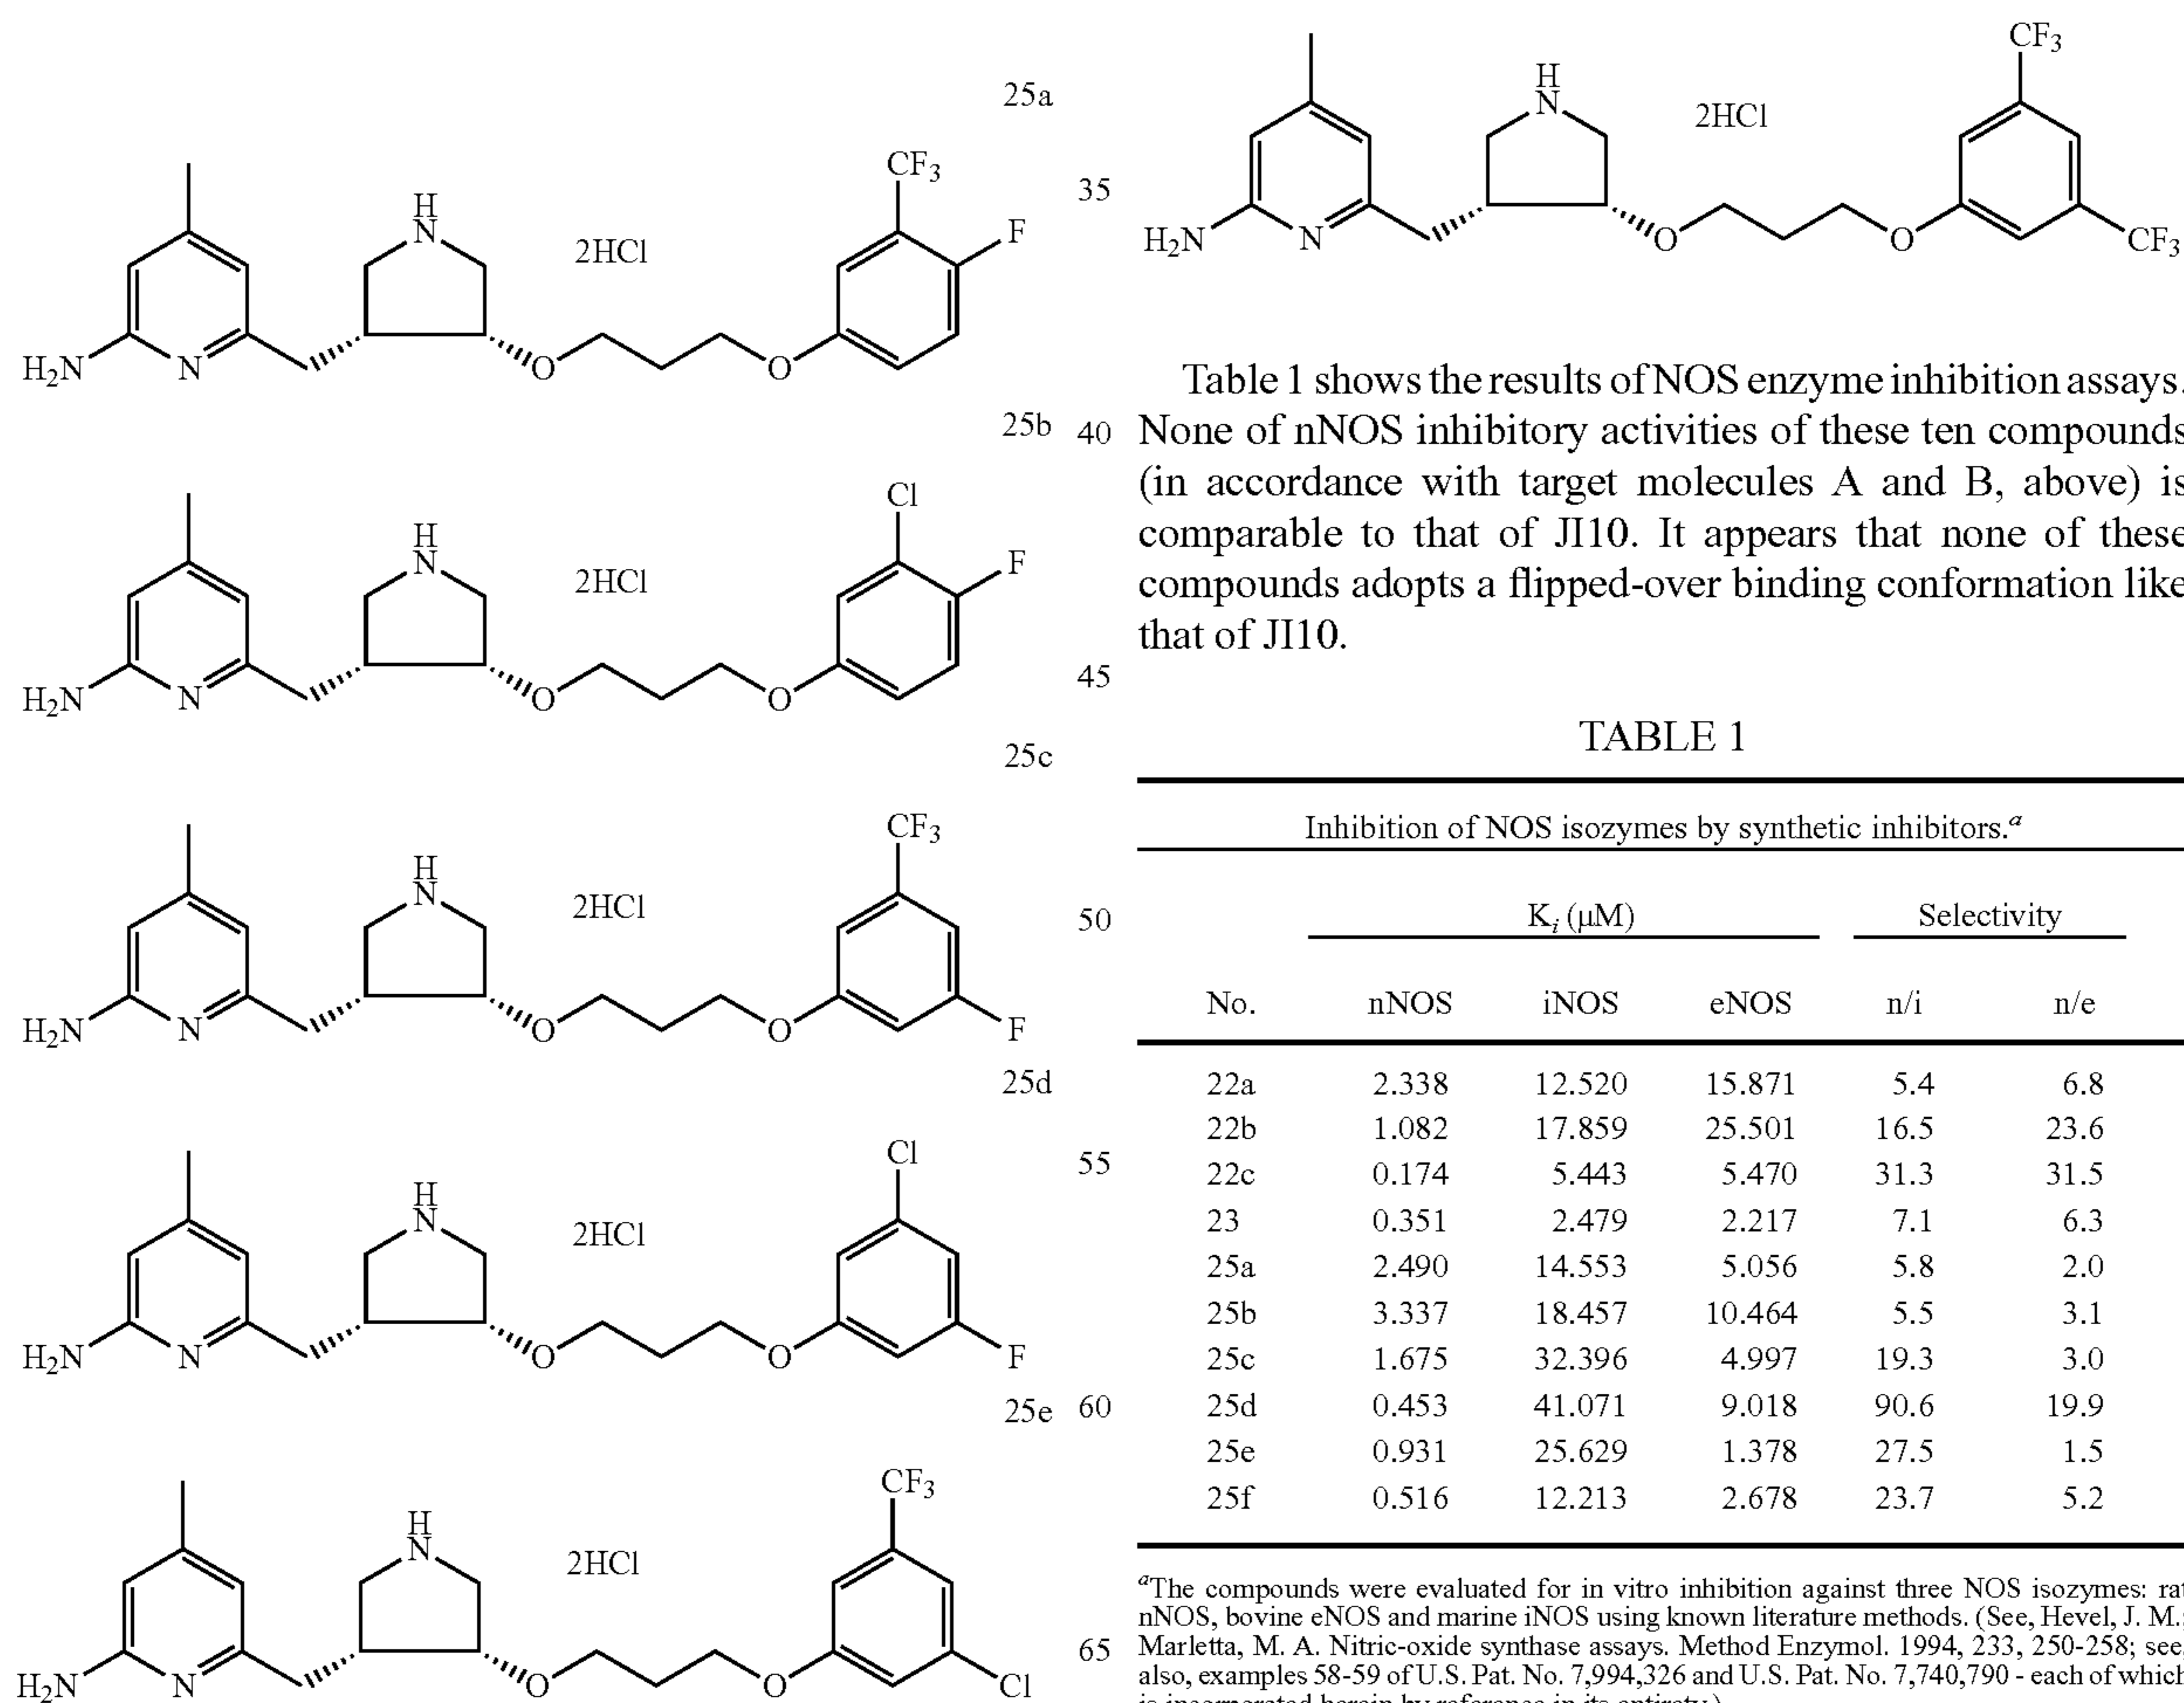 25a
CF3
H
N
2HCl
F
H2N
N
O
O
25b
Cl
H
N
2HCl
F
H2N
N
O
O
25c
CF3
H
N
2HCl
H2N
N
O
O
F
25d
Cl
H
N
2HCl
H2N
N
O
O
F
25e
CF3
H
N
2HCl
H2N
N
O
O
Cl
35
40
45
50
55
60
65
CF3
H
N
2HCl
H2N
N
O
O
CF3
Table 1 shows the results of NOS enzyme inhibition assays.
None of nNOS inhibitory activities of these ten compounds
(in accordance with target molecules A and B, above) is
comparable to that of JI10. It appears that none of these
compounds adopts a flipped-over binding conformation like
that of JI10.
TABLE 1
Inhibition of NOS isozymes by synthetic inhibitors.a
Ki (μM) Selectivity
No. nNOS iNOS eNOS n/i n/e
22a 2.338 12.520 15.871 5.4 6.8
22b 1.082 17.859 25.501 16.5 23.6
22c 0.174 5.443 5.470 31.3 31.5
23 0.351 2.479 2.217 7.1 6.3
25a 2.490 14.553 5.056 5.8 2.0
25b 3.337 18.457 10.464 5.5 3.1
25c 1.675 32.396 4.997 19.3 3.0
25d 0.453 41.071 9.018 90.6 19.9
25e 0.931 25.629 1.378 27.5 1.5
25f 0.516 12.213 2.678 23.7 5.2
aThe compounds were evaluated for in vitro inhibition against three NOS isozymes: rat
nNOS, bovine eNOS and marine iNOS using known literature methods. (See, Hevel, J. M.;
Marletta, M. A. Nitric-oxide synthase assays. Method Enzymol. 1994, 233, 250-258; see,
also, examples 58-59 of U.S. Pat. No. 7,994,326 and U.S. Pat. No. 7,740,790 - each of which
is incorporated herein by reference in its entirety.)